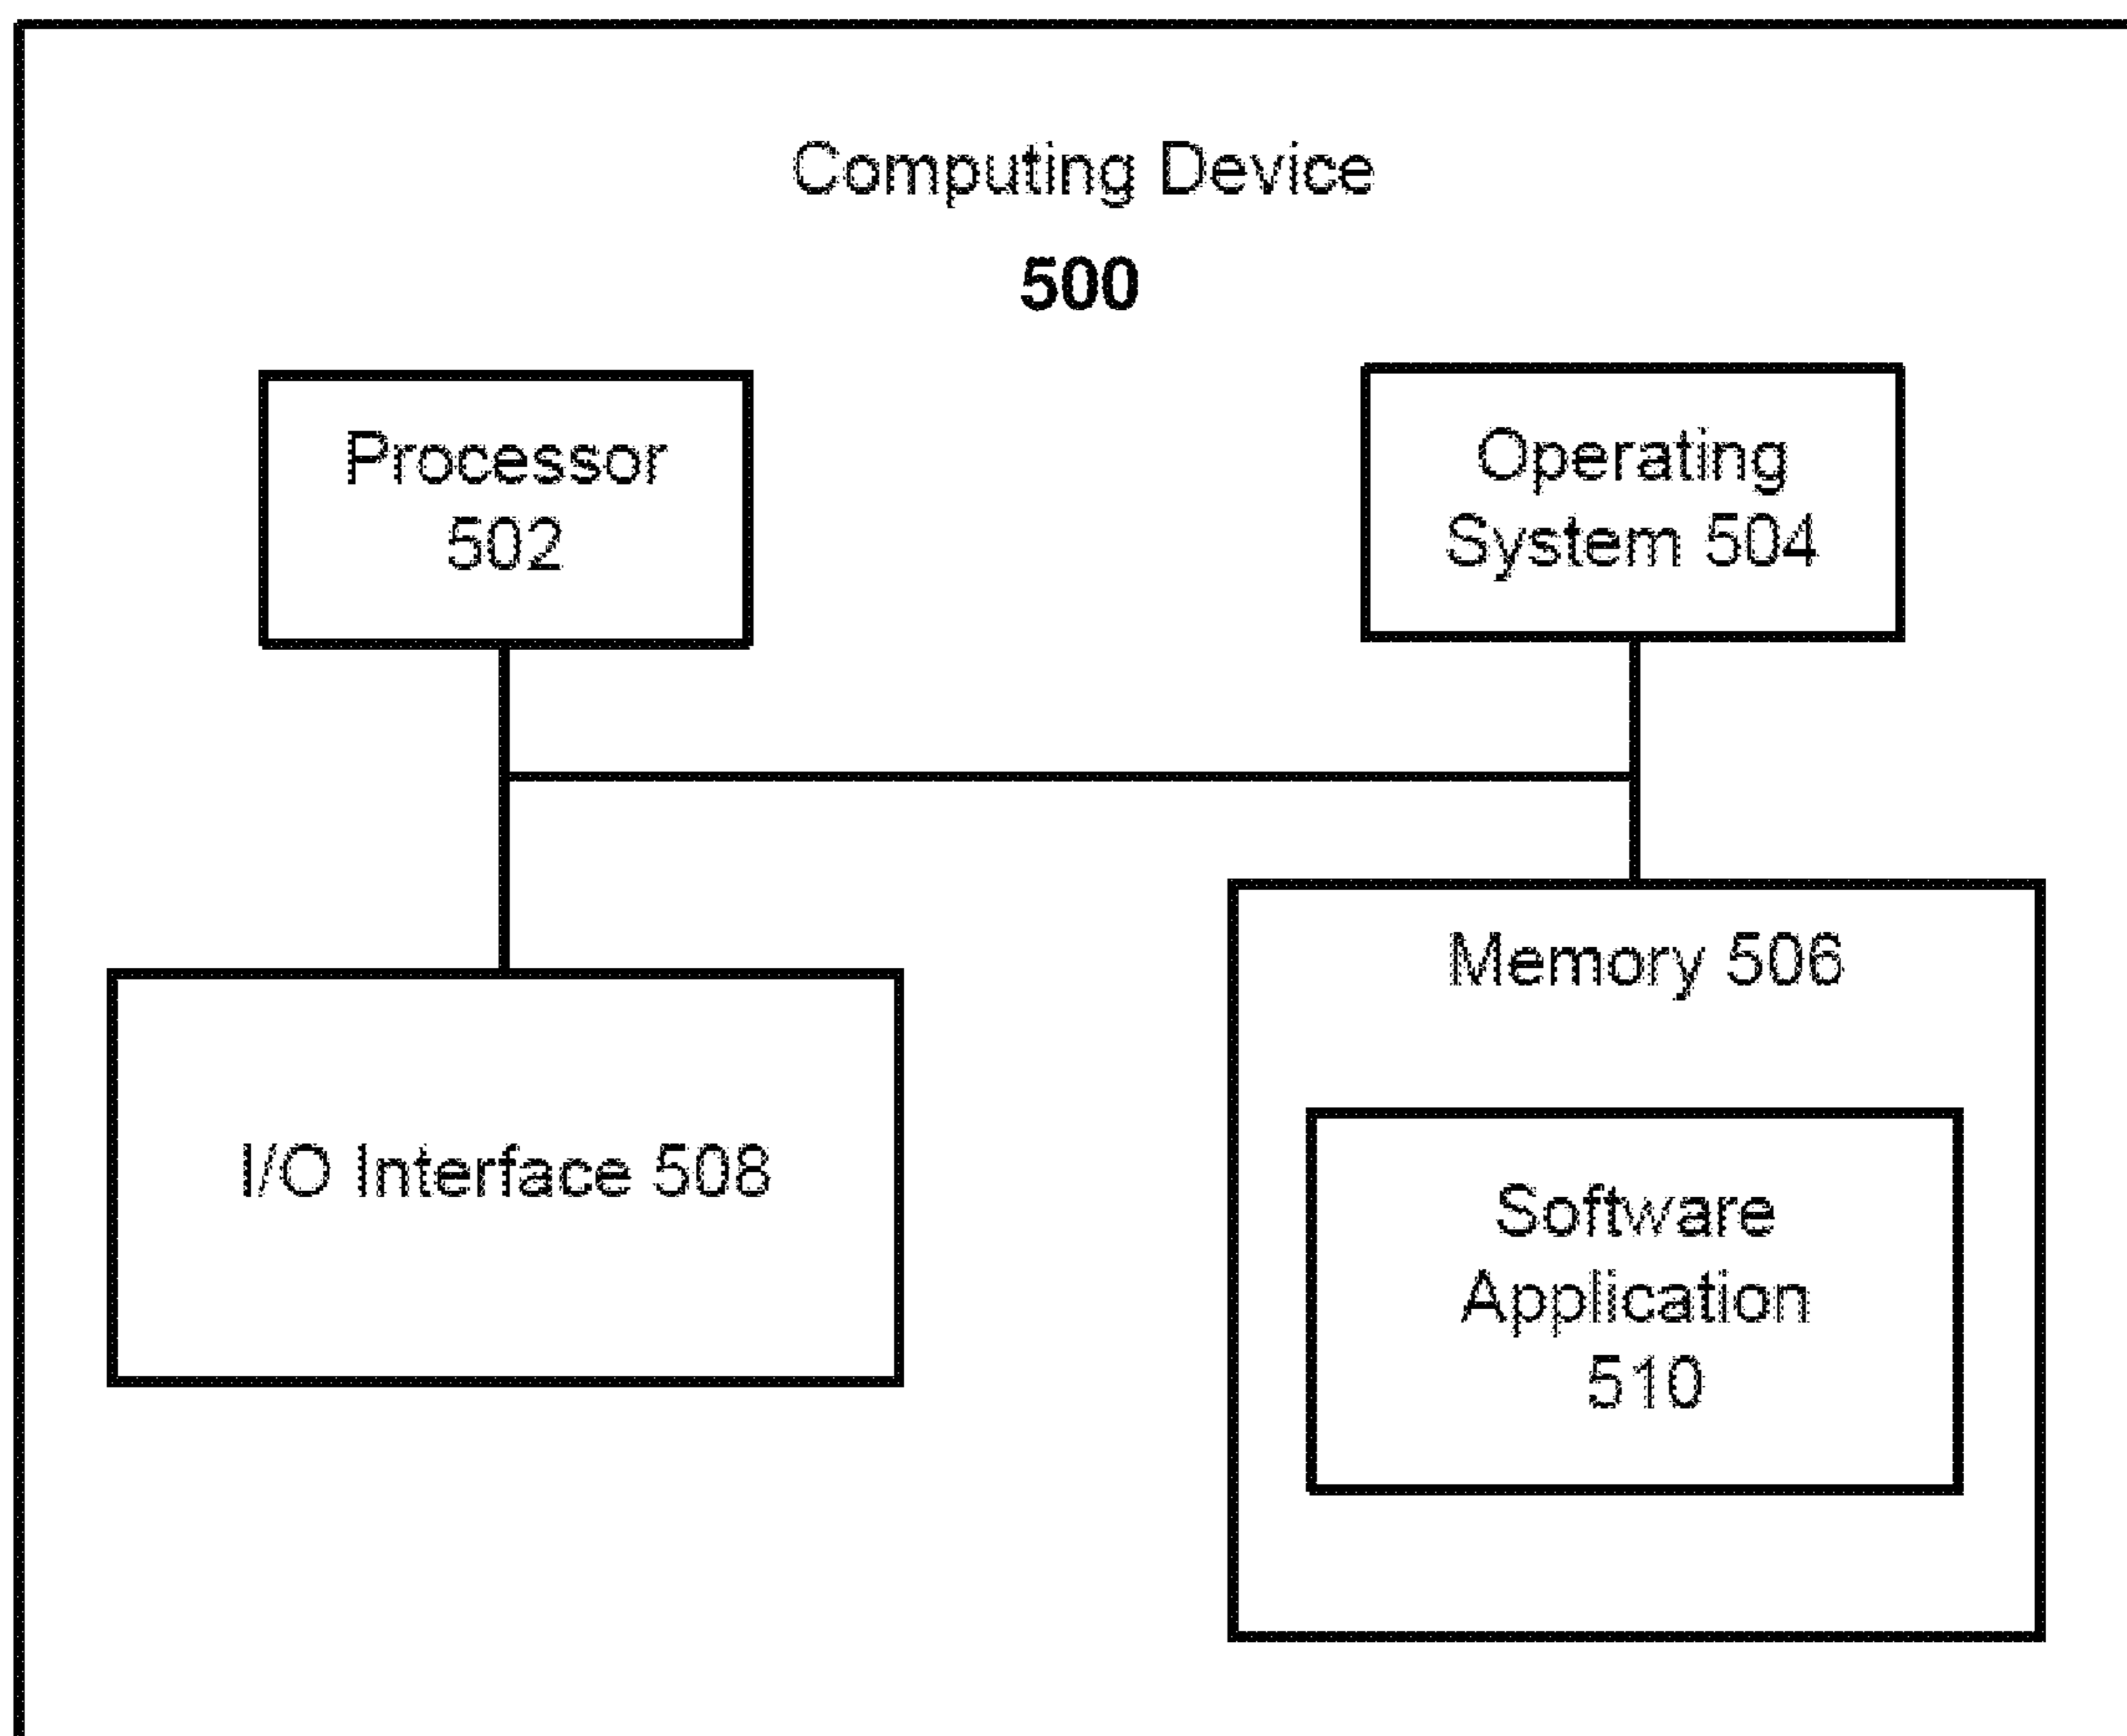 Computing Device
500
Processor
502
Operating
System 504
Memory 506
I/O Interface 508
Software
Application
510